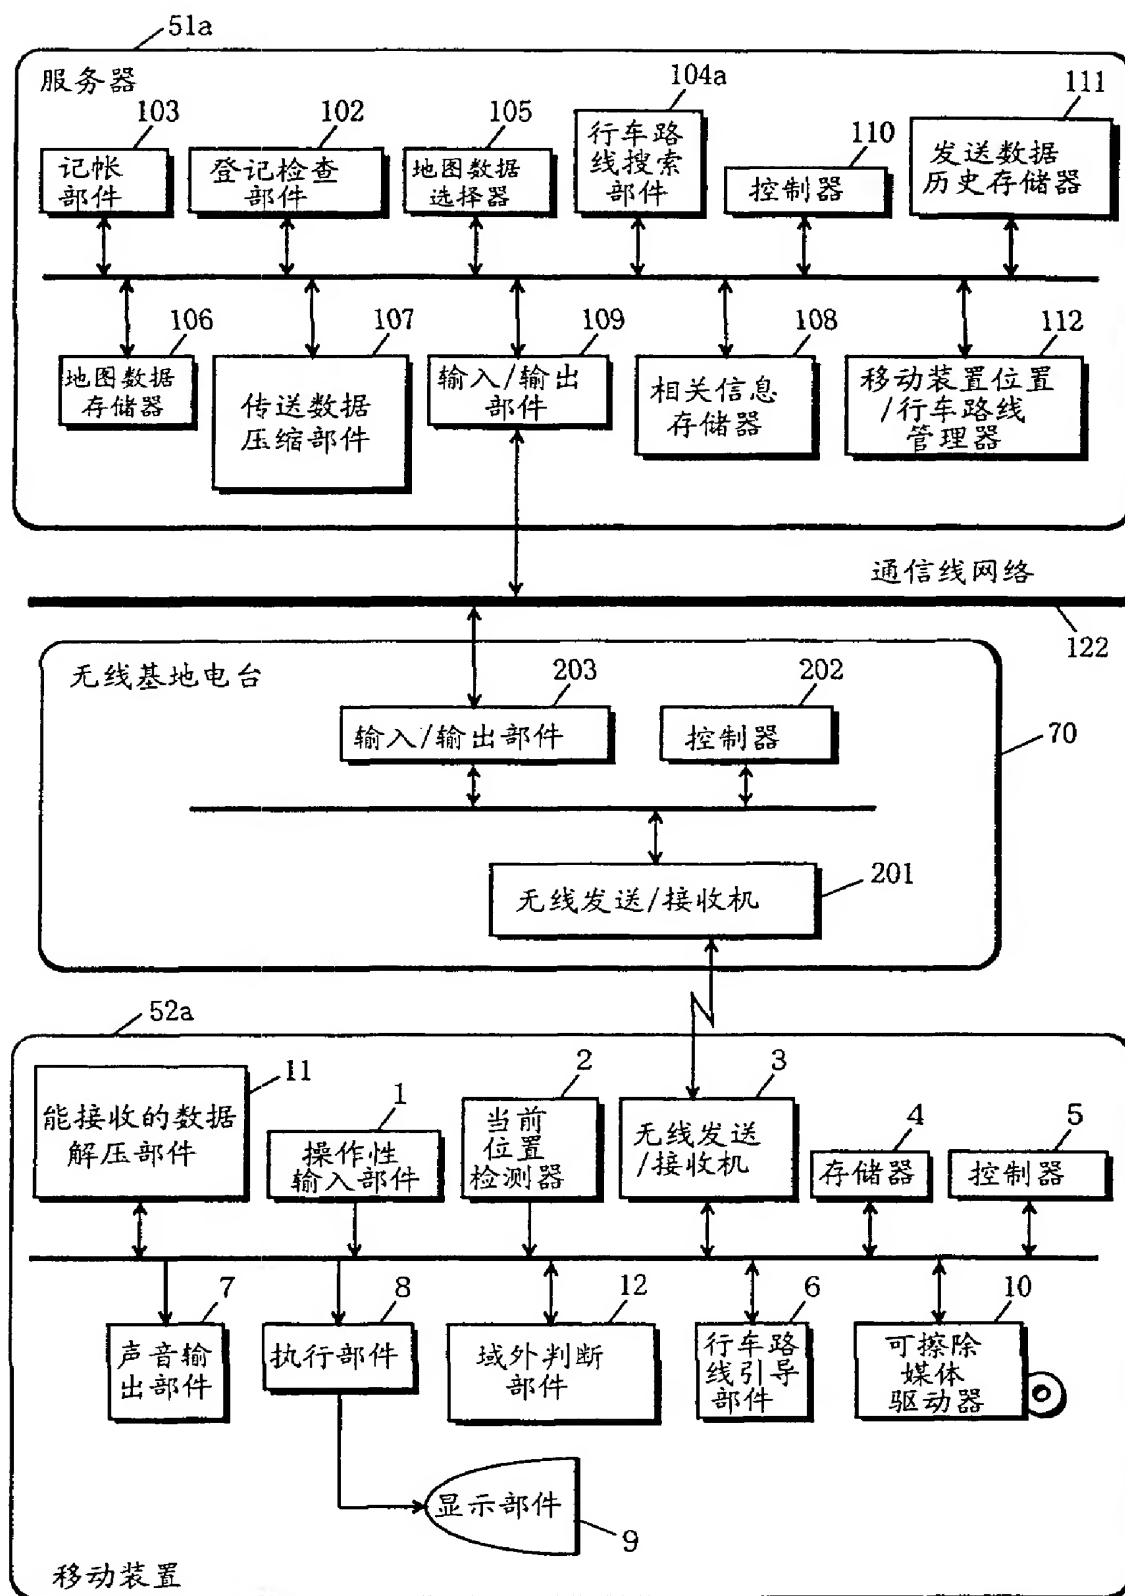 51a
服务器
103
102
105
104a
110
111
记帐
部件
登记检查
部件
地图数据
选择器
行车路
线搜索
部件
控制器
发送数据
历史存储器
106
107
109
108
112
地图数据
存储器
传送数据
压缩部件
输入/输出
部件
相关信息
存储器
移动装置位置
/行车路线
管理器
通信线网络
122
无线基地电台
203
202
70
输入/输出部件
控制器
201
无线发送/接收机
52a
11
1
2
3
4
5
能接收的数据
解压部件
操作性
输入部件
当前
位置
检测器
无线发送
/接收机
存储器
控制器
7
8
12
6
10
声音输
出部件
执行部件
域外判断
部件
行车路
线引导
部件
可擦除
媒体
驱动器
显示部件
9
移动装置